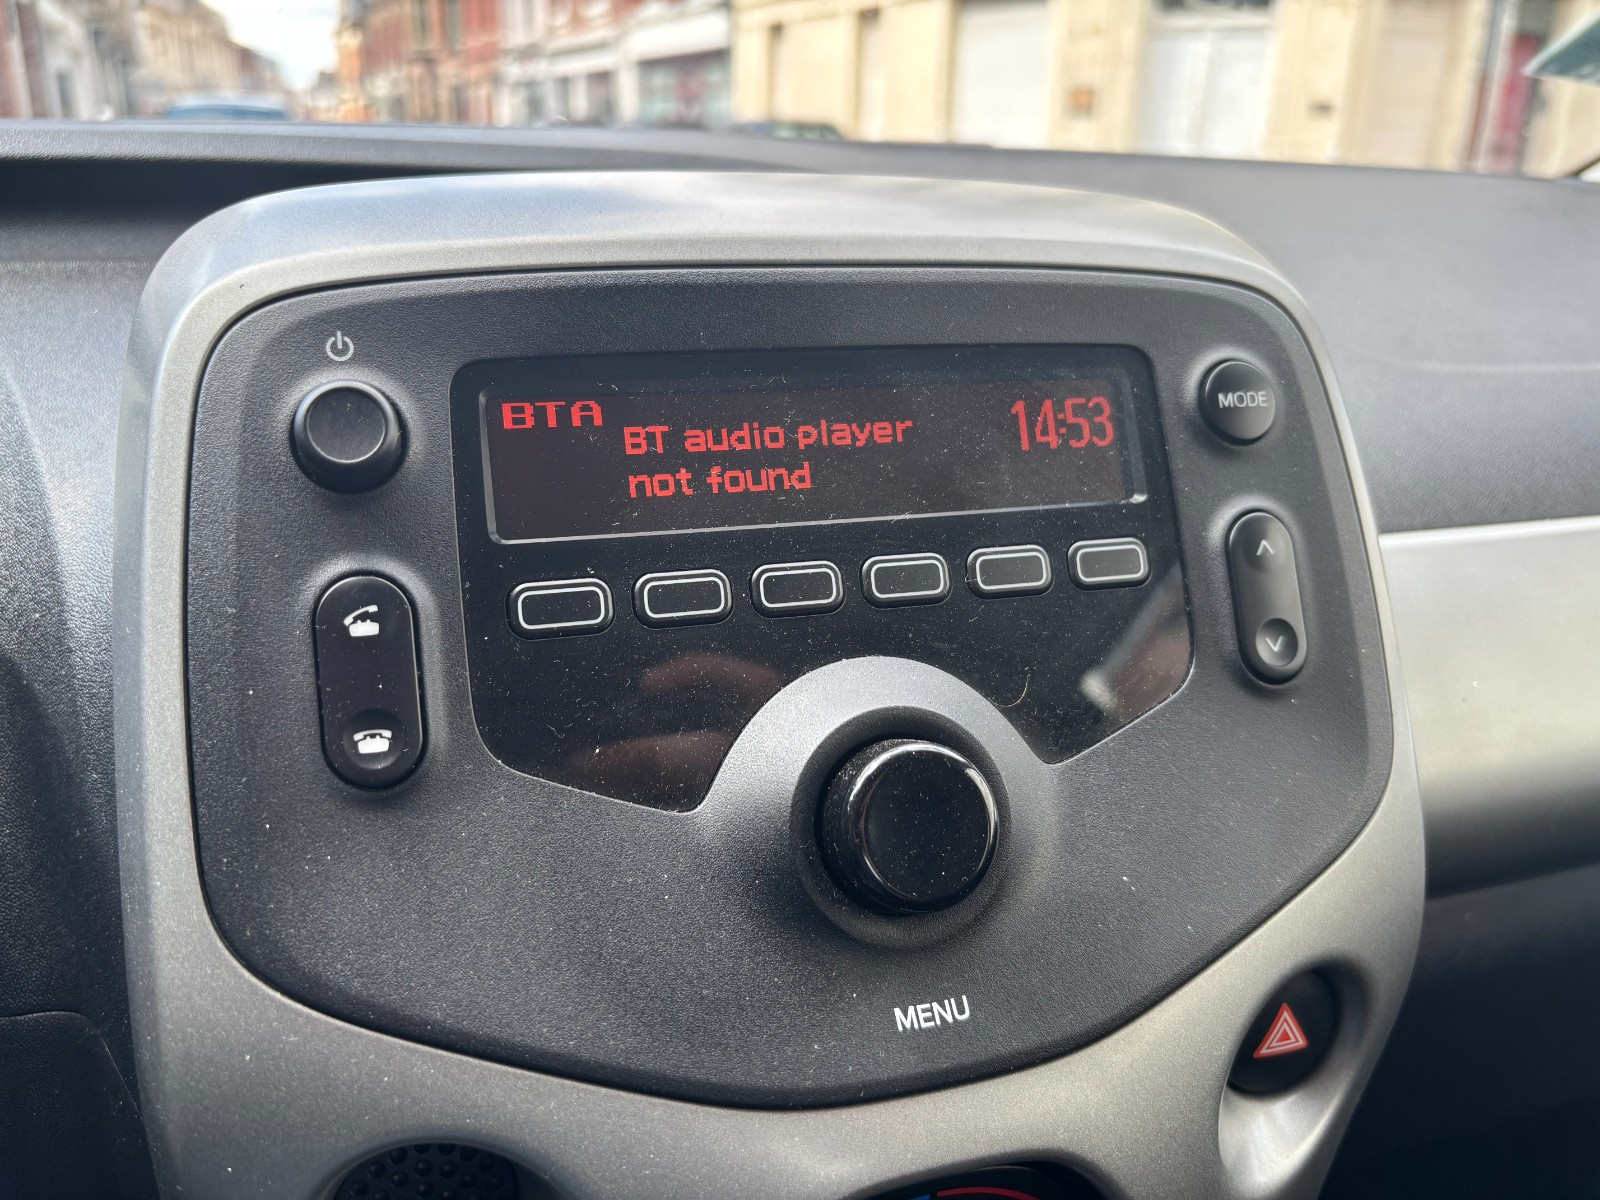 BTA
BT audio player
not found
14:53
MODE
MENU